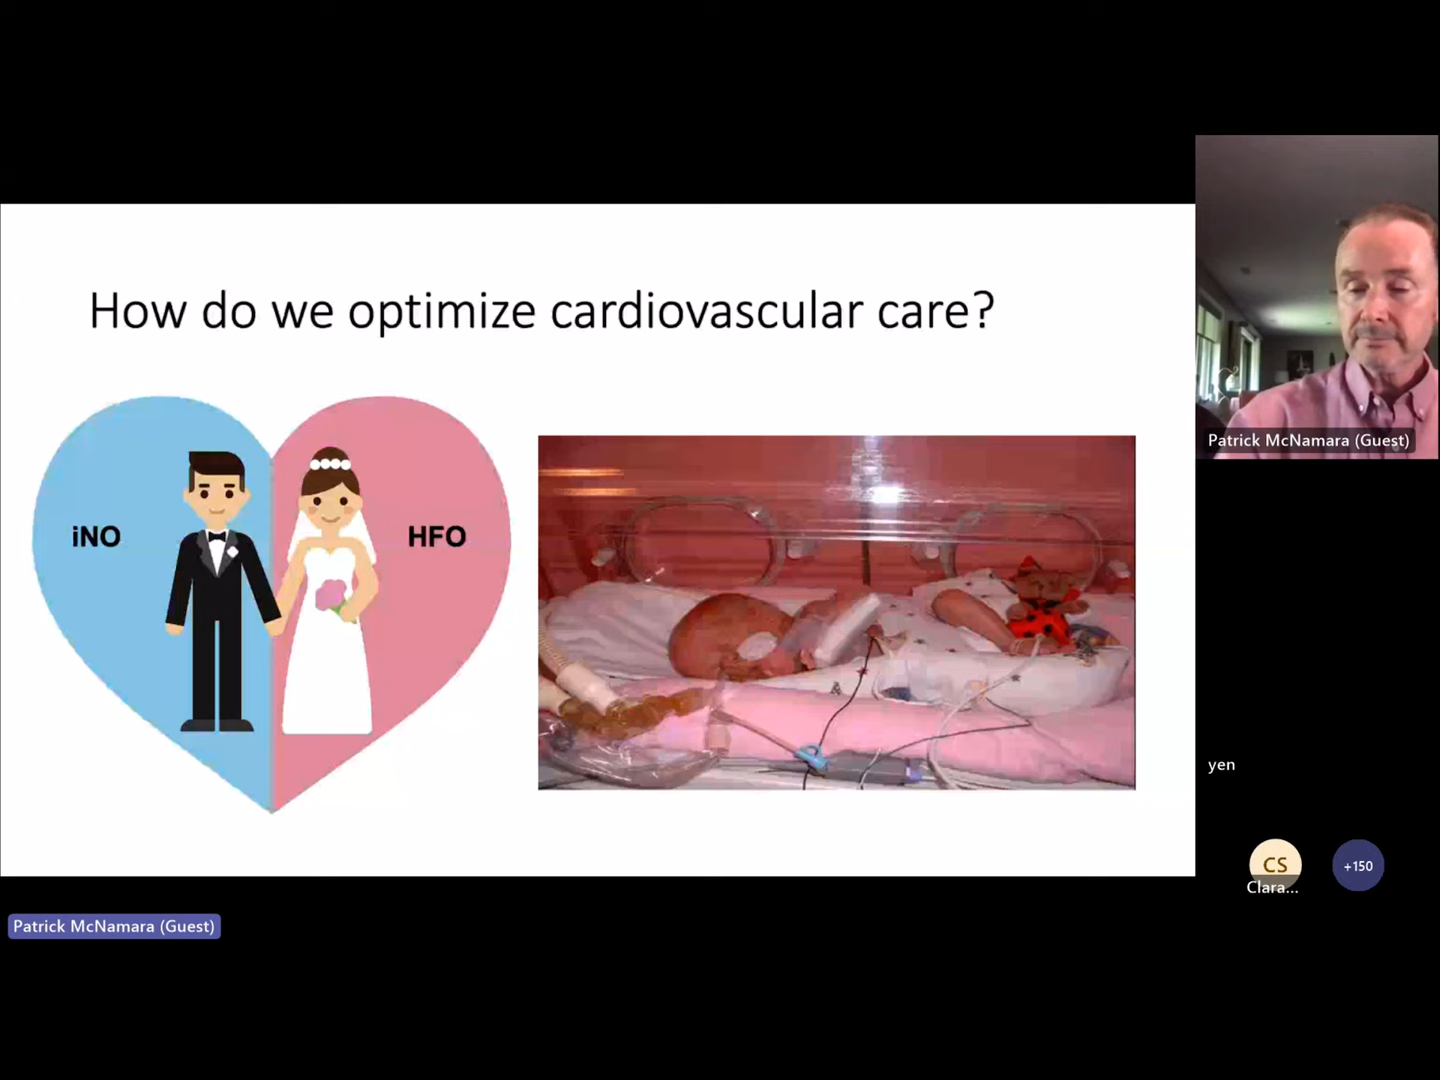 How do we optimize cardiovascular care?
iNO
HFO
Patrick McNamara (Guest)
yen
CS
Clara...
+150
Patrick McNamara (Guest)